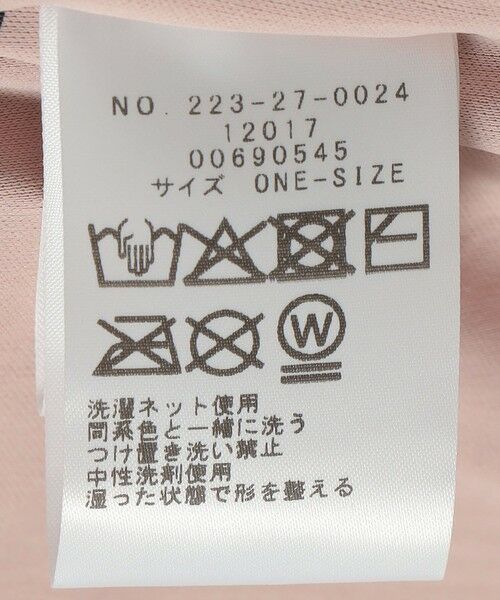 NO. 223-27-0024
12017
00690545
サイズ ONE-SIZE
W
洗濯ネット使用
同系色と一緒に洗う
つけ置き洗い禁止
中性洗剤使用
湿った状態で形を整える